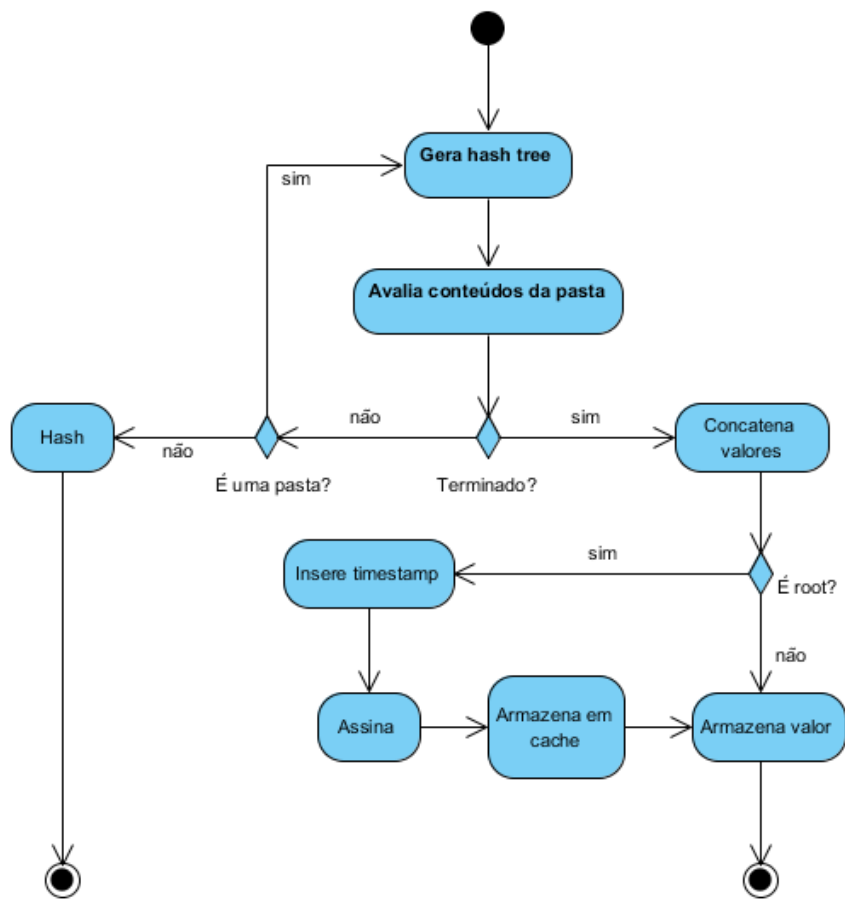 Gera hash tree
sim
Avalia conteúdos da pasta
Hash
não
É uma pasta?
não
Terminado?
sim
Concatena
valores
Insere timestamp
sim
É root?
não
Assina
Armazena em
cache
Armazena valor